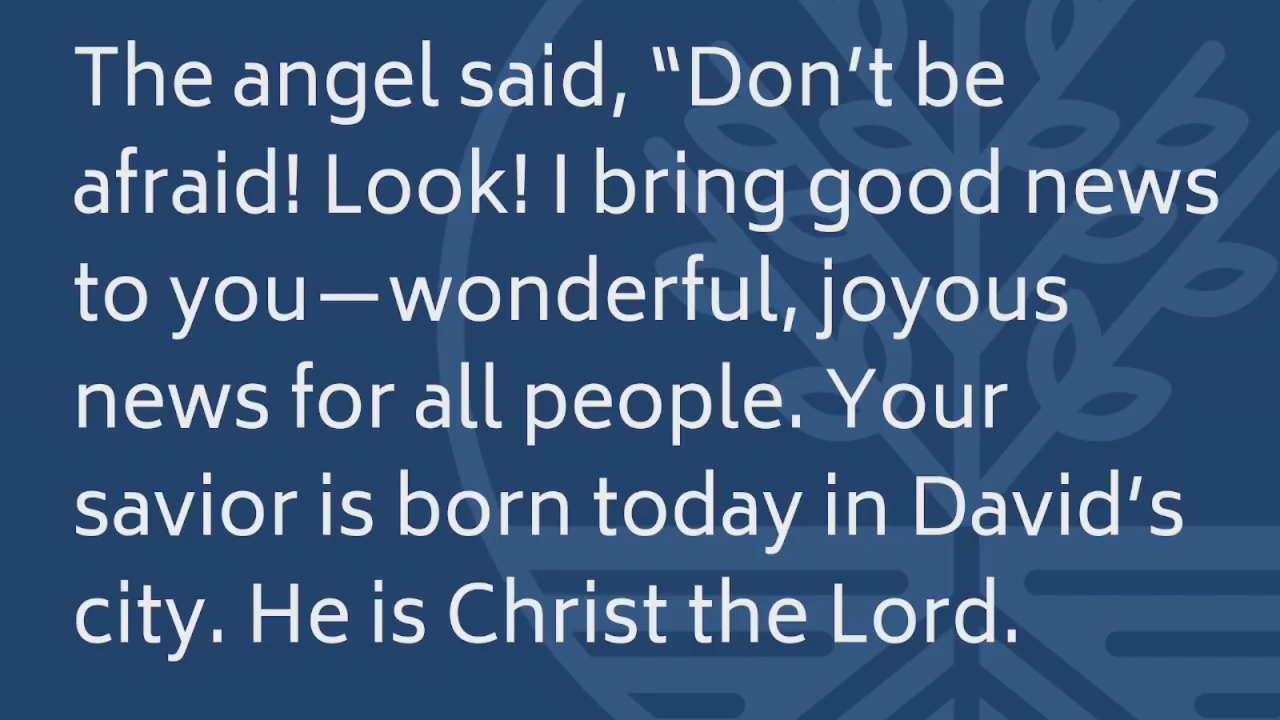 The angel said, “Don’t be
afraid! Look! I bring good news
to you—wonderful, joyous
news for all people. Your
savior is born today in David’s
city. He is Christ the Lord.